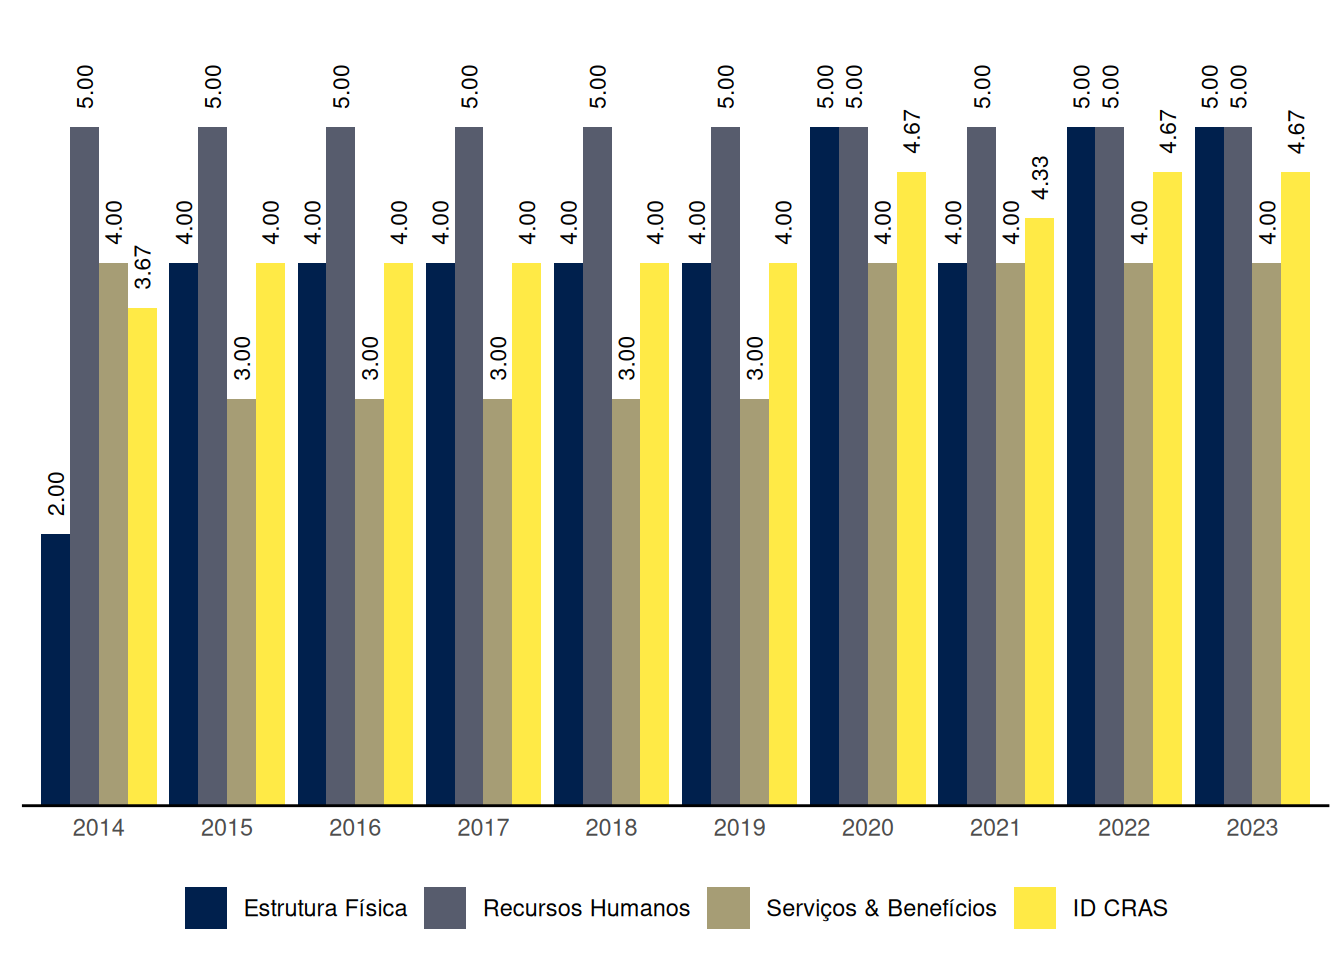 5.00 5.00 5.00 5.00 5.00 5.00 5.00 5.00 5.00 5.00 5.00 5.00 5.00
4.67 4.67 4.67
4.33
4.00 4.00 4.00 4.00 4.00 4.00 4.00 4.00 4.00 4.00 4.00 4.00 4.00 4.00 4.00 4.00
3.67
3.00 3.00 3.00 3.00 3.00
2.00
2014 2015 2016 2017 2018 2019 2020 2021 2022 2023
Estrutura Física Recursos Humanos Serviços & Benefícios ID CRAS